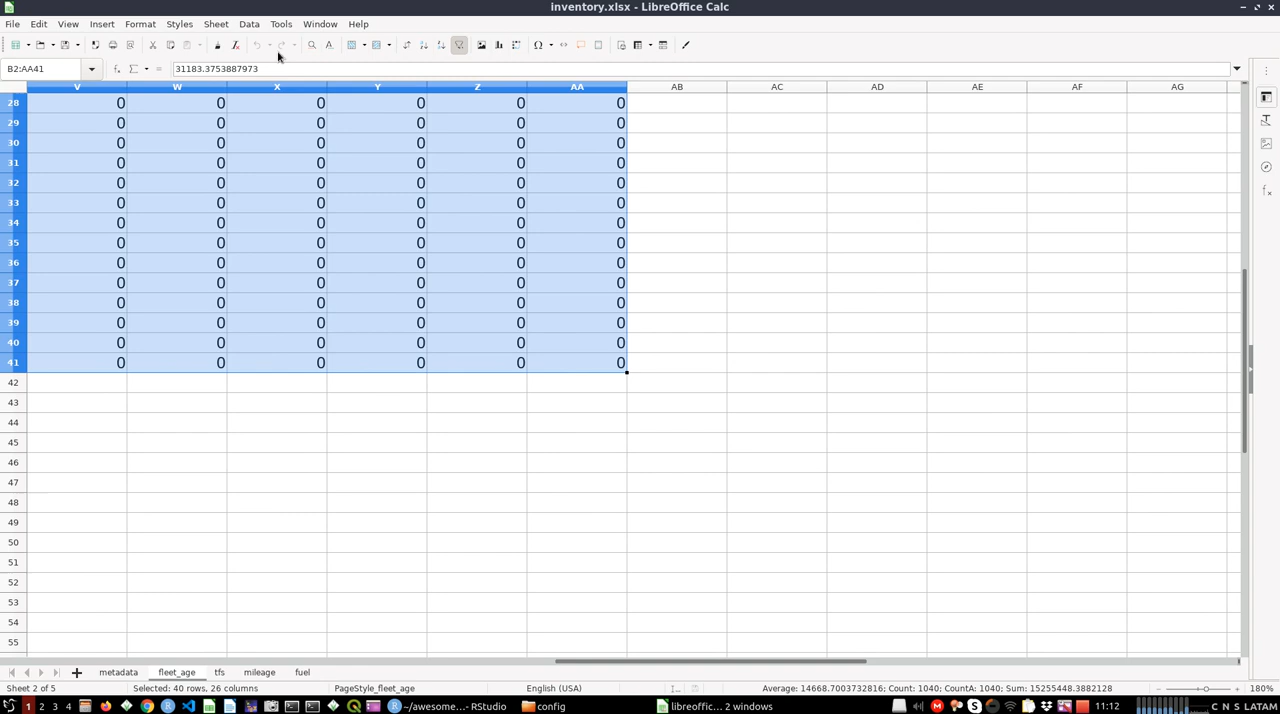 inventory.xlsx - LibreOffice Calc
File Edit View Insert Format Styles Sheet Data Tools Window Help
B2:AA41 31183.3753887973
V W X Y Z AA AB AC AD AE AF AG
28 0 0 0 0 0 0
29 0 0 0 0 0 0
30 0 0 0 0 0 0
31 0 0 0 0 0 0
32 0 0 0 0 0 0
33 0 0 0 0 0 0
34 0 0 0 0 0 0
35 0 0 0 0 0 0
36 0 0 0 0 0 0
37 0 0 0 0 0 0
38 0 0 0 0 0 0
39 0 0 0 0 0 0
40 0 0 0 0 0 0
41 0 0 0 0 0 0
42
43
44
45
46
47
48
49
50
51
52
53
54
55
metadata fleet_age tfs mileage fuel
Sheet 2 of 5 Selected: 40 rows, 26 columns PageStyle_fleet_age English (USA) Average: 14668.7003732816; Count: 1040; CountA: 1040; Sum: 15255448.3882128 180%
1 2 3 4 ~/awesome... - RStudio config libreoffic... 2 windows 11:12 C N S LATAM